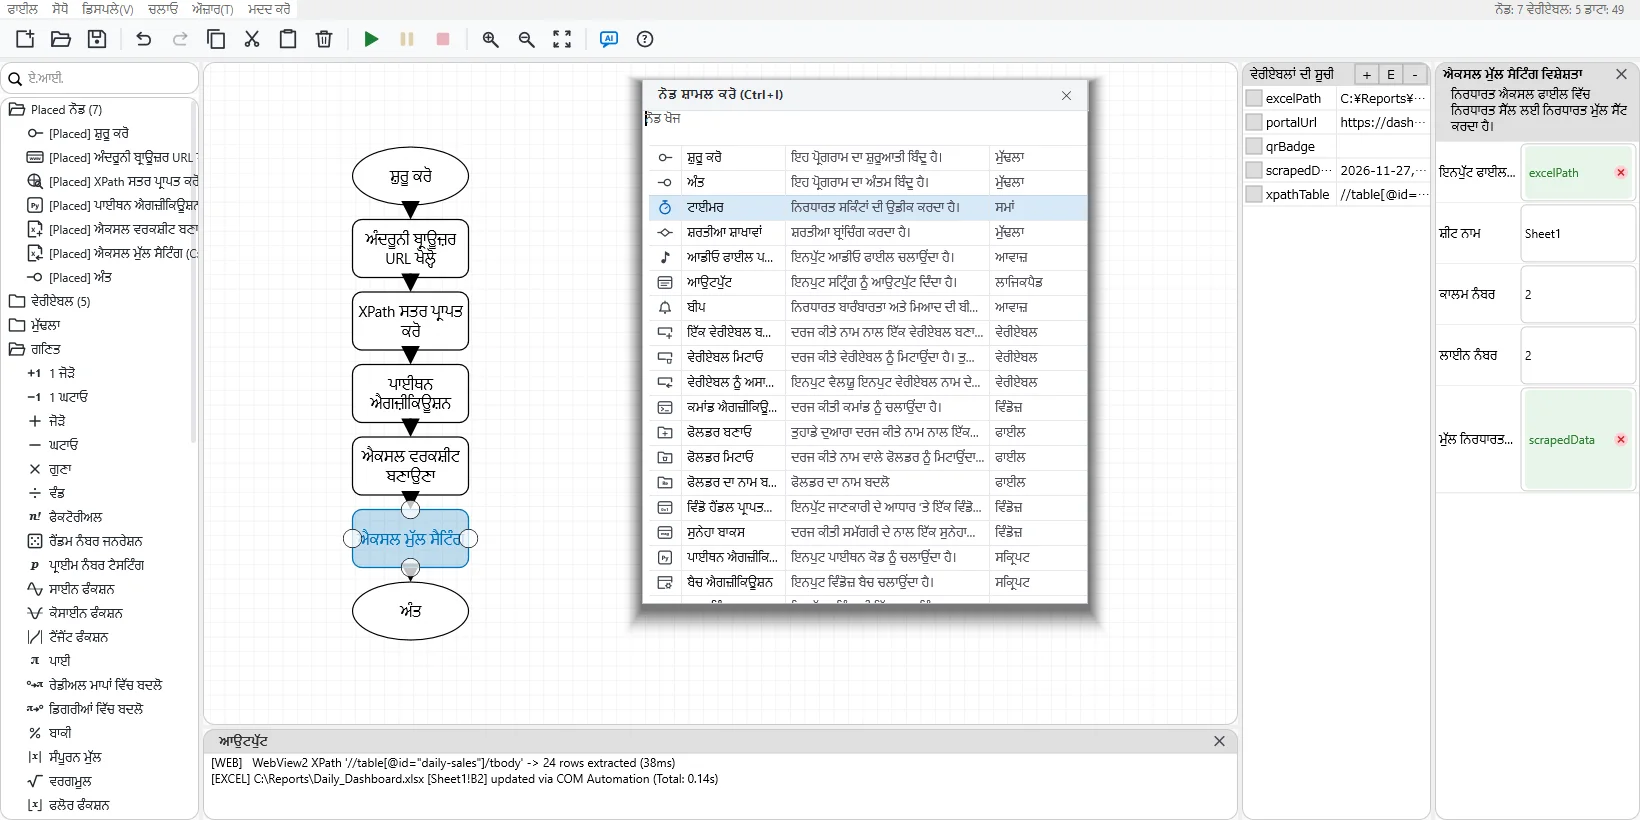 ਫਾਈਲ ਸੋਧੋ ਡਿਸਪਲੇ(V) ਚਲਾਓ ਔਜ਼ਾਰ(T) ਮਦਦ ਕਰੋ
ਨੋਡ: 7 ਵੇਰੀਏਬਲ: 5 ਡਾਟਾ: 49
ਏ.ਆਈ.
Placed ਨੋਡ (7)
[Placed] ਸ਼ੁਰੂ ਕਰੋ
[Placed] ਅੰਦਰੂਨੀ ਬ੍ਰਾਊਜ਼ਰ URL
[Placed] XPath ਸਤਰ ਪ੍ਰਾਪਤ ਕਰੋ
[Placed] ਪਾਈਥਨ ਐਗਜ਼ੀਕਿਊਸ਼ਨ
[Placed] ਐਕਸਲ ਵਰਕਸ਼ੀਟ ਬਣਾ
[Placed] ਐਕਸਲ ਮੁੱਲ ਸੈਟਿੰਗ (C:
[Placed] ਅੰਤ
ਵੇਰੀਏਬਲ (5)
ਮੁੱਢਲਾ
ਗਣਿਤ
+1 1 ਜੋੜੋ
−1 1 ਘਟਾਓ
ਜੋੜੋ
ਘਟਾਓ
ਗੁਣਾ
ਵੰਡ
n! ਫੈਕਟੋਰੀਅਲ
ਰੈਂਡਮ ਨੰਬਰ ਜਨਰੇਸ਼ਨ
p ਪ੍ਰਾਈਮ ਨੰਬਰ ਟੈਸਟਿੰਗ
ਸਾਈਨ ਫੰਕਸ਼ਨ
ਕੋਸਾਈਨ ਫੰਕਸ਼ਨ
ਟੈਂਜੈਂਟ ਫੰਕਸ਼ਨ
π ਪਾਈ
°→π ਰੇਡੀਅਲ ਮਾਪਾਂ ਵਿੱਚ ਬਦਲੋ
π→° ਡਿਗਰੀਆਂ ਵਿੱਚ ਬਦਲੋ
% ਬਾਕੀ
|x| ਸੰਪੂਰਨ ਮੁੱਲ
√ ਵਰਗਮੂਲ
⌊x⌋ ਫਲੋਰ ਫੰਕਸ਼ਨ
ਸ਼ੁਰੂ ਕਰੋ
ਅੰਦਰੂਨੀ ਬ੍ਰਾਊਜ਼ਰ
URL ਖੋਲ੍ਹੋ
XPath ਸਤਰ ਪ੍ਰਾਪਤ
ਕਰੋ
ਪਾਈਥਨ
ਐਗਜ਼ੀਕਿਊਸ਼ਨ
ਐਕਸਲ ਵਰਕਸ਼ੀਟ
ਬਣਾਉਣਾ
ਐਕਸਲ ਮੁੱਲ ਸੈਟਿੰਗ
ਅੰਤ
ਨੋਡ ਸ਼ਾਮਲ ਕਰੋ (Ctrl+I)
ਨੋਡ ਖੋਜ
ਸ਼ੁਰੂ ਕਰੋ ਇਹ ਪ੍ਰੋਗਰਾਮ ਦਾ ਸ਼ੁਰੂਆਤੀ ਬਿੰਦੂ ਹੈ। ਮੁੱਢਲਾ
ਅੰਤ ਇਹ ਪ੍ਰੋਗਰਾਮ ਦਾ ਅੰਤਮ ਬਿੰਦੂ ਹੈ। ਮੁੱਢਲਾ
ਟਾਈਮਰ ਨਿਰਧਾਰਤ ਸਕਿੰਟਾਂ ਦੀ ਉਡੀਕ ਕਰਦਾ ਹੈ। ਸਮਾਂ
ਸ਼ਰਤੀਆ ਸ਼ਾਖਾਵਾਂ ਸ਼ਰਤੀਆ ਬ੍ਰਾਂਚਿੰਗ ਕਰਦਾ ਹੈ। ਮੁੱਢਲਾ
ਆਡੀਓ ਫਾਈਲ ਪ... ਇਨਪੁੱਟ ਆਡੀਓ ਫਾਈਲ ਚਲਾਉਂਦਾ ਹੈ। ਆਵਾਜ਼
ਆਉਟਪੁੱਟ ਇਨਪੁਟ ਸਟ੍ਰਿੰਗ ਨੂੰ ਆਉਟਪੁੱਟ ਦਿੰਦਾ ਹੈ। ਲਾਜਿਕਪੈਡ
ਬੀਪ ਨਿਰਧਾਰਤ ਬਾਰੰਬਾਰਤਾ ਅਤੇ ਮਿਆਦ ਦੀ ਬੀ... ਆਵਾਜ਼
ਇੱਕ ਵੇਰੀਏਬਲ ਬ... ਦਰਜ ਕੀਤੇ ਨਾਮ ਨਾਲ ਇੱਕ ਵੇਰੀਏਬਲ ਬਣਾ... ਵੇਰੀਏਬਲ
ਵੇਰੀਏਬਲ ਮਿਟਾਓ ਦਰਜ ਕੀਤੇ ਵੇਰੀਏਬਲ ਨੂੰ ਮਿਟਾਉਂਦਾ ਹੈ। ਤੁ... ਵੇਰੀਏਬਲ
ਵੇਰੀਏਬਲ ਨੂੰ ਅਸਾ... ਇਨਪੁਟ ਵੈਲਯੂ ਇਨਪੁਟ ਵੇਰੀਏਬਲ ਨਾਮ ਦੇ... ਵੇਰੀਏਬਲ
ਕਮਾਂਡ ਐਗਜ਼ੀਕਿਊ... ਦਰਜ ਕੀਤੀ ਕਮਾਂਡ ਨੂੰ ਚਲਾਉਂਦਾ ਹੈ। ਵਿੰਡੋਜ਼
ਫੋਲਡਰ ਬਣਾਓ ਤੁਹਾਡੇ ਦੁਆਰਾ ਦਰਜ ਕੀਤੇ ਨਾਮ ਨਾਲ ਇੱਕ... ਫਾਈਲ
ਫੋਲਡਰ ਮਿਟਾਓ ਦਰਜ ਕੀਤੇ ਨਾਮ ਵਾਲੇ ਫੋਲਡਰ ਨੂੰ ਮਿਟਾਉਂਦਾ... ਫਾਈਲ
ਫੋਲਡਰ ਦਾ ਨਾਮ ਬ... ਫੋਲਡਰ ਦਾ ਨਾਮ ਬਦਲੋ ਫਾਈਲ
ਵਿੰਡੋ ਹੈਂਡਲ ਪ੍ਰਾਪਤ... ਇਨਪੁੱਟ ਜਾਣਕਾਰੀ ਦੇ ਆਧਾਰ 'ਤੇ ਇੱਕ ਵਿੰਡੋ... ਵਿੰਡੋਜ਼
ਸੁਨੇਹਾ ਬਾਕਸ ਦਰਜ ਕੀਤੀ ਸਮੱਗਰੀ ਦੇ ਨਾਲ ਇੱਕ ਸੁਨੇਹਾ... ਵਿੰਡੋਜ਼
ਪਾਈਥਨ ਐਗਜ਼ੀਕਿ... ਇਨਪੁਟ ਪਾਈਥਨ ਕੋਡ ਨੂੰ ਚਲਾਉਂਦਾ ਹੈ। ਸਕ੍ਰਿਪਟ
ਬੈਚ ਐਗਜ਼ੀਕਿਊਸ਼ਨ ਇਨਪੁਟ ਵਿੰਡੋਜ਼ ਬੈਚ ਚਲਾਉਂਦਾ ਹੈ। ਸਕ੍ਰਿਪਟ
ਆਉਟਪੁੱਟ
[WEB] WebView2 XPath '//table[@id="daily-sales"]/tbody' -> 24 rows extracted (38ms)
[EXCEL] C:\Reports\Daily_Dashboard.xlsx [Sheet1!B2] updated via COM Automation (Total: 0.14s)
ਵੇਰੀਏਬਲਾਂ ਦੀ ਸੂਚੀ + E -
excelPath C:¥Reports¥···
portalUrl https://dash···
qrBadge
scrapedD··· 2026-11-27,···
xpathTable //table[@id=···
ਐਕਸਲ ਮੁੱਲ ਸੈਟਿੰਗ ਵਿਸ਼ੇਸ਼ਤਾ
ਨਿਰਧਾਰਤ ਐਕਸਲ ਫਾਈਲ ਵਿੱਚ
ਨਿਰਧਾਰਤ ਸੈੱਲ ਲਈ ਨਿਰਧਾਰਤ ਮੁੱਲ ਸੈੱਟ
ਕਰਦਾ ਹੈ।
ਇਨਪੁੱਟ ਫਾਈਲ... excelPath
ਸ਼ੀਟ ਨਾਮ Sheet1
ਕਾਲਮ ਨੰਬਰ 2
ਲਾਈਨ ਨੰਬਰ 2
ਮੁੱਲ ਨਿਰਧਾਰਤ... scrapedData